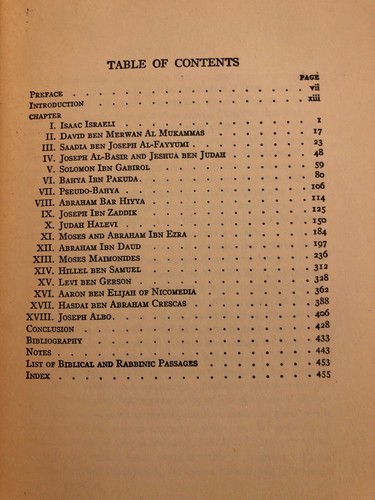 TABLE OF CONTENTS
PAGE
PREFACE . . . . . . . . . . . . . vii
INTRODUCTION . . . . . . . . . . . . . xiii
CHAPTER
I. ISAAC ISRAELI . . . . . . . . . . . 1
II. DAVID BEN MERWAN AL MUKAMMAS . . . . . . . 17
III. SAADIA BEN JOSEPH AL-FAYYUMI . . . . . . . . 23
IV. JOSEPH AL-BASIR AND JESHUA BEN JUDAH . . . . . . 48
V. SOLOMON IBN GABIROL . . . . . . . . . 59
VI. BAHYA IBN PAKUDA . . . . . . . . . . 80
VII. PSEUDO-BAHYA . . . . . . . . . . . 106
VIII. ABRAHAM BAR HIYYA . . . . . . . . . . 114
IX. JOSEPH IBN ZADDIK . . . . . . . . . . 125
X. JUDAH HALEVI . . . . . . . . . . . 150
XI. MOSES AND ABRAHAM IBN EZRA . . . . . . . . 184
XII. ABRAHAM IBN DAUD . . . . . . . . . . 197
XIII. MOSES MAIMONIDES . . . . . . . . . . 236
XIV. HILLEL BEN SAMUEL . . . . . . . . . . 312
XV. LEVI BEN GERSON . . . . . . . . . . 328
XVI. AARON BEN ELIJAH OF NICOMEDIA . . . . . . . 362
XVII. HASDAI BEN ABRAHAM CRESCAS . . . . . . . . 388
XVIII. JOSEPH ALBO . . . . . . . . . . . 406
CONCLUSION . . . . . . . . . . . . . 428
BIBLIOGRAPHY . . . . . . . . . . . . 433
NOTES . . . . . . . . . . . . . . 443
LIST OF BIBLICAL AND RABBINIC PASSAGES . . . . . . . 453
INDEX . . . . . . . . . . . . . . 455